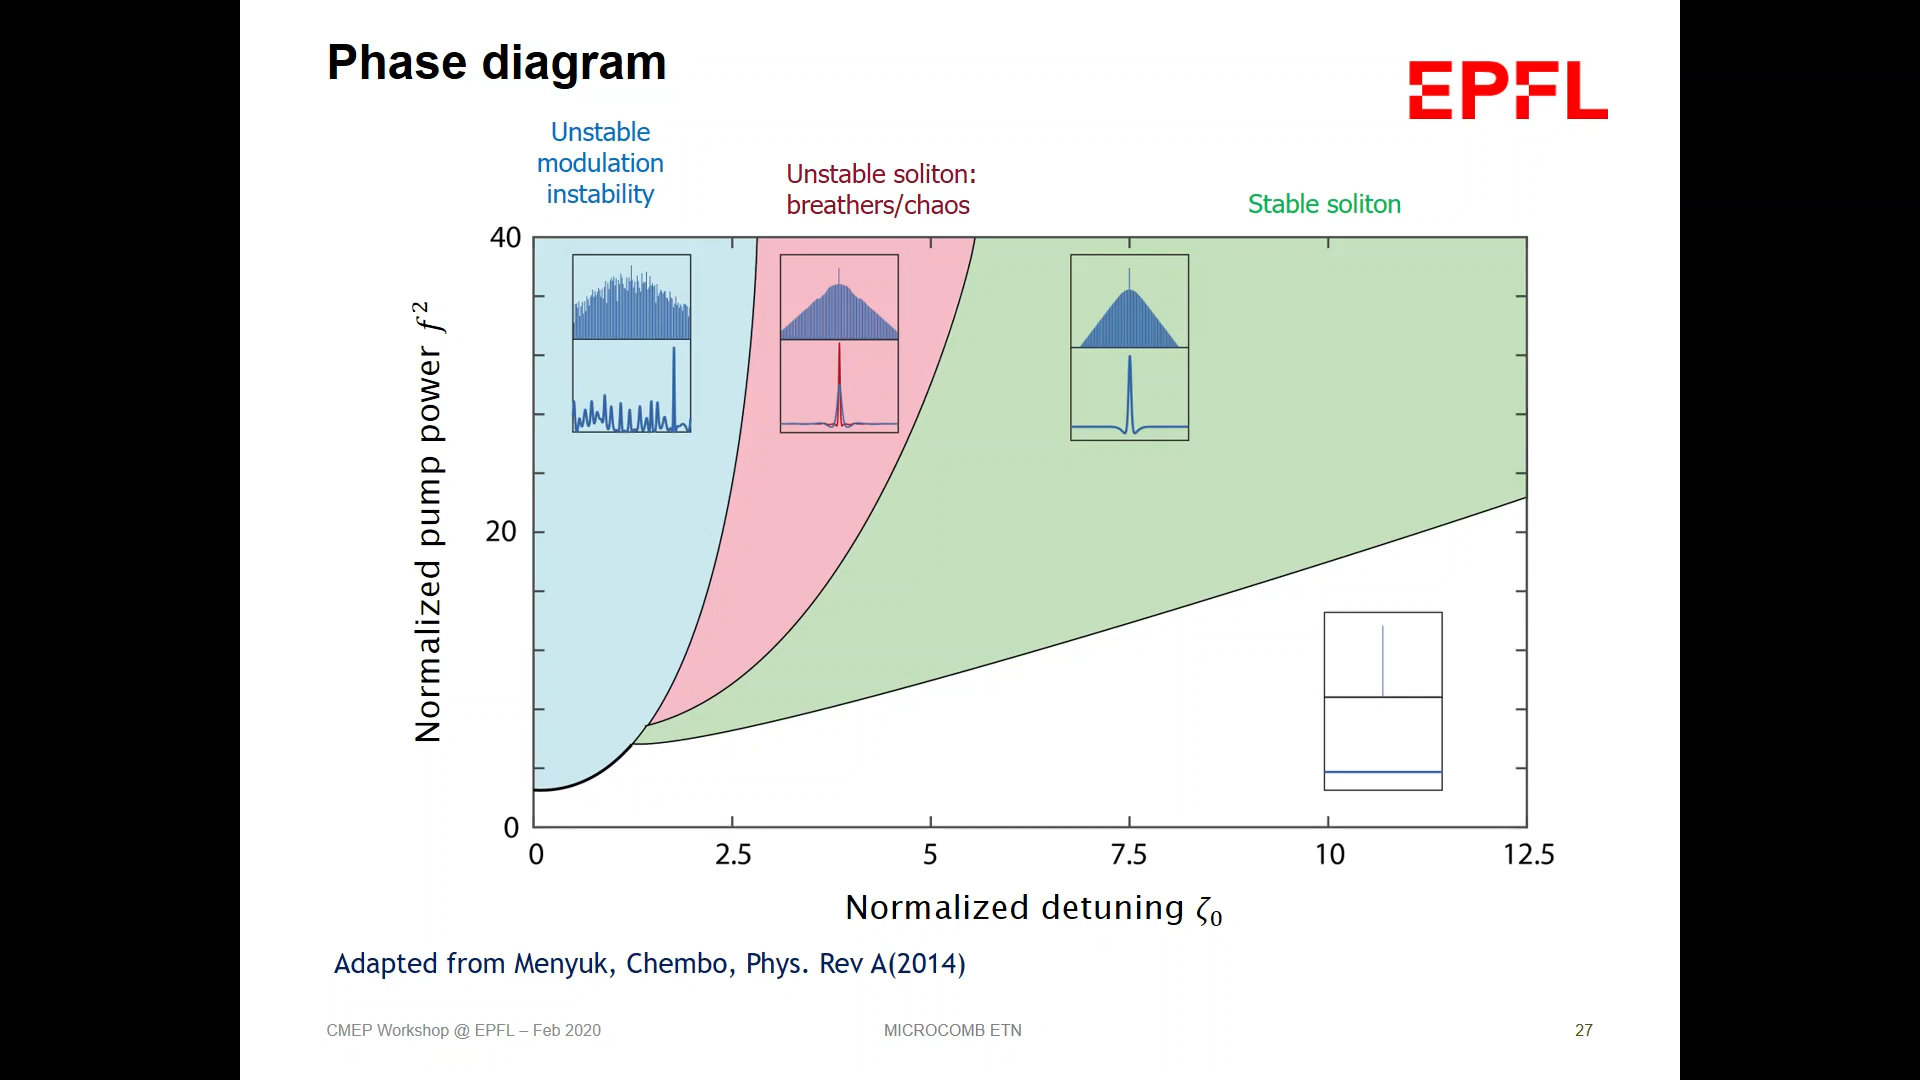 Phase diagram
EPFL
Unstable
modulation
instability
Unstable soliton:
breathers/chaos
Stable soliton
40
20
0
Normalized pump power f²
0 2.5 5 7.5 10 12.5
Normalized detuning ζ₀
Adapted from Menyuk, Chembo, Phys. Rev A(2014)
CMEP Workshop @ EPFL – Feb 2020
MICROCOMB ETN
27